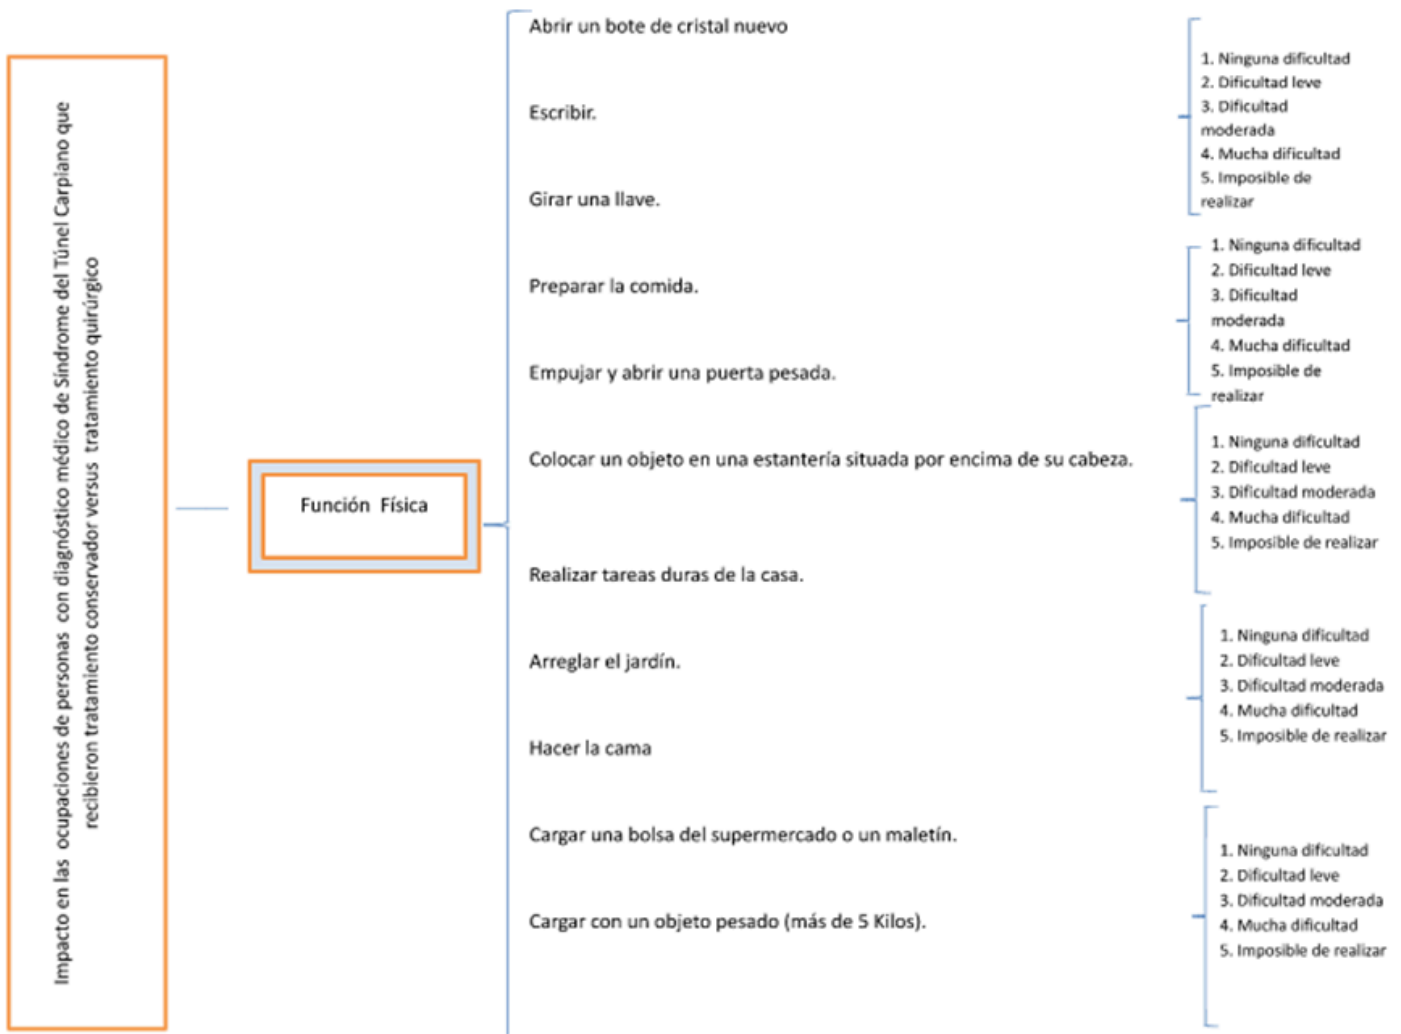 Impacto en las ocupaciones de personas con diagnóstico médico de Síndrome del Túnel Carpiano que
recibieron tratamiento conservador versus tratamiento quirúrgico
Función Física
Abrir un bote de cristal nuevo
Escribir.
Girar una llave.
Preparar la comida.
Empujar y abrir una puerta pesada.
Colocar un objeto en una estantería situada por encima de su cabeza.
Realizar tareas duras de la casa.
Arreglar el jardín.
Hacer la cama
Cargar una bolsa del supermercado o un maletín.
Cargar con un objeto pesado (más de 5 Kilos).
1. Ninguna dificultad
2. Dificultad leve
3. Dificultad
moderada
4. Mucha dificultad
5. Imposible de
realizar
1. Ninguna dificultad
2. Dificultad leve
3. Dificultad
moderada
4. Mucha dificultad
5. Imposible de
realizar
1. Ninguna dificultad
2. Dificultad leve
3. Dificultad moderada
4. Mucha dificultad
5. Imposible de realizar
1. Ninguna dificultad
2. Dificultad leve
3. Dificultad moderada
4. Mucha dificultad
5. Imposible de realizar
1. Ninguna dificultad
2. Dificultad leve
3. Dificultad moderada
4. Mucha dificultad
5. Imposible de realizar